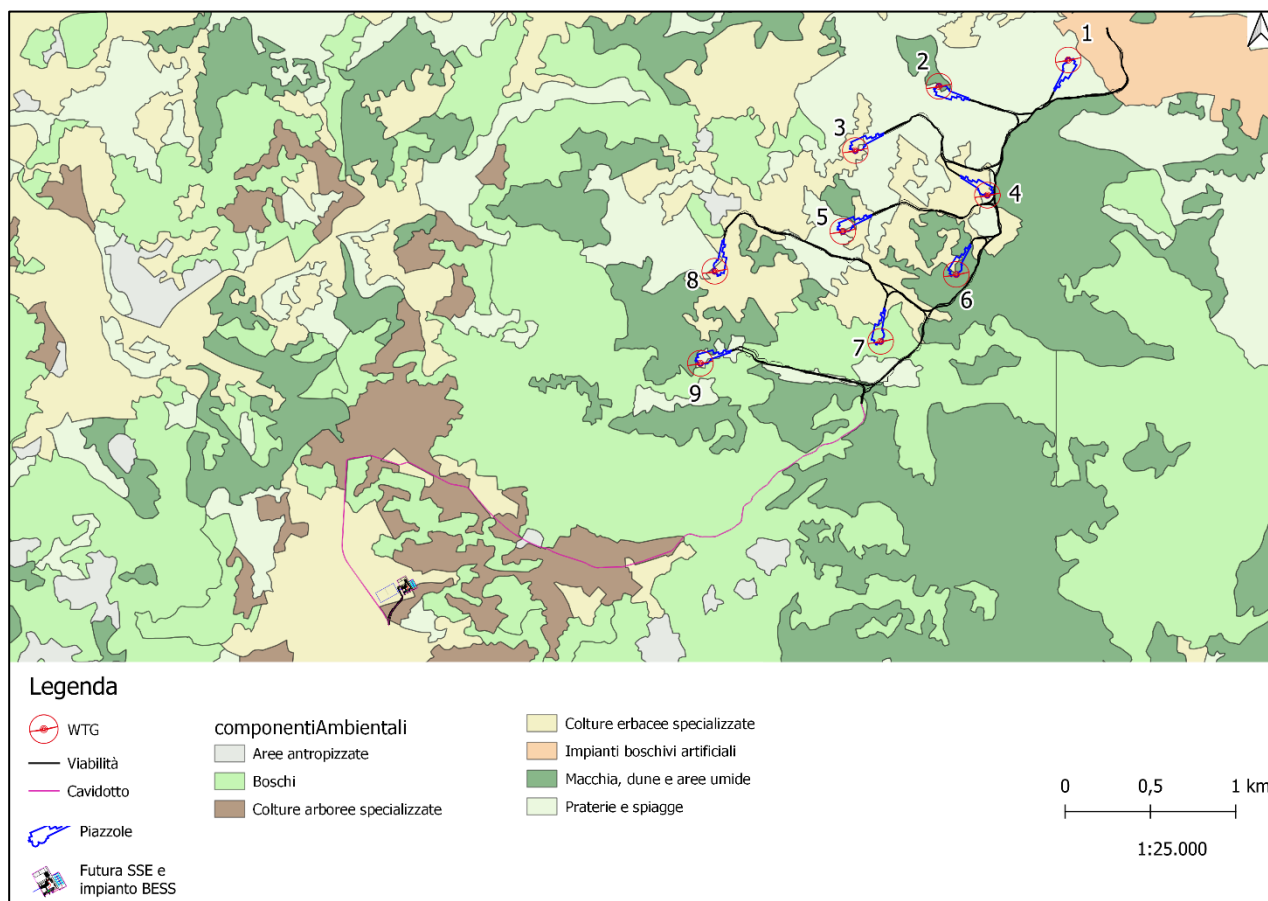 1
2
3
4
5
8
6
7
9
Legenda
WTG
Viabilità
Cavidotto
Piazzole
Futura SSE e
impianto BESS
componentiAmbientali
Aree antropizzate
Boschi
Colture arboree specializzate
Colture erbacee specializzate
Impianti boschivi artificiali
Macchia, dune e aree umide
Praterie e spiagge
0 0,5 1 km
1:25.000